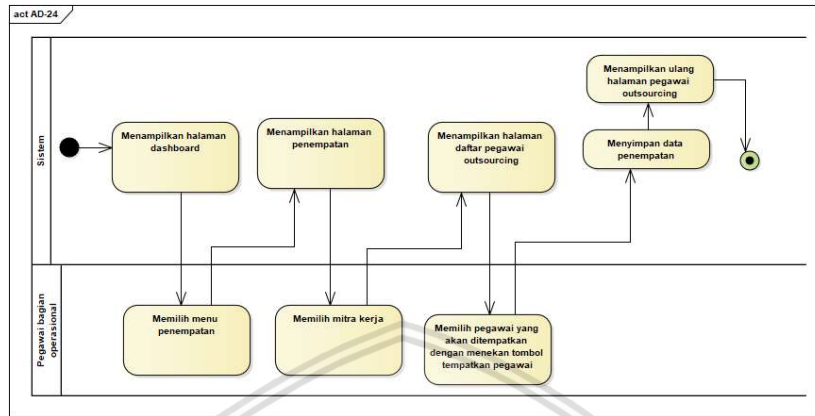 act AD-24
Sistem
Menampilkan halaman
dashboard
Menampilkan halaman
penempatan
Menampilkan halaman
daftar pegawai
outsourcing
Menampilkan ulang
halaman pegawai
outsourcing
Menyimpan data
penempatan
Pegawai bagian
operasional
Memilih menu
penempatan
Memilih mitra kerja
Memilih pegawai yang
akan ditempatkan
dengan menekan tombol
tempatkan pegawai